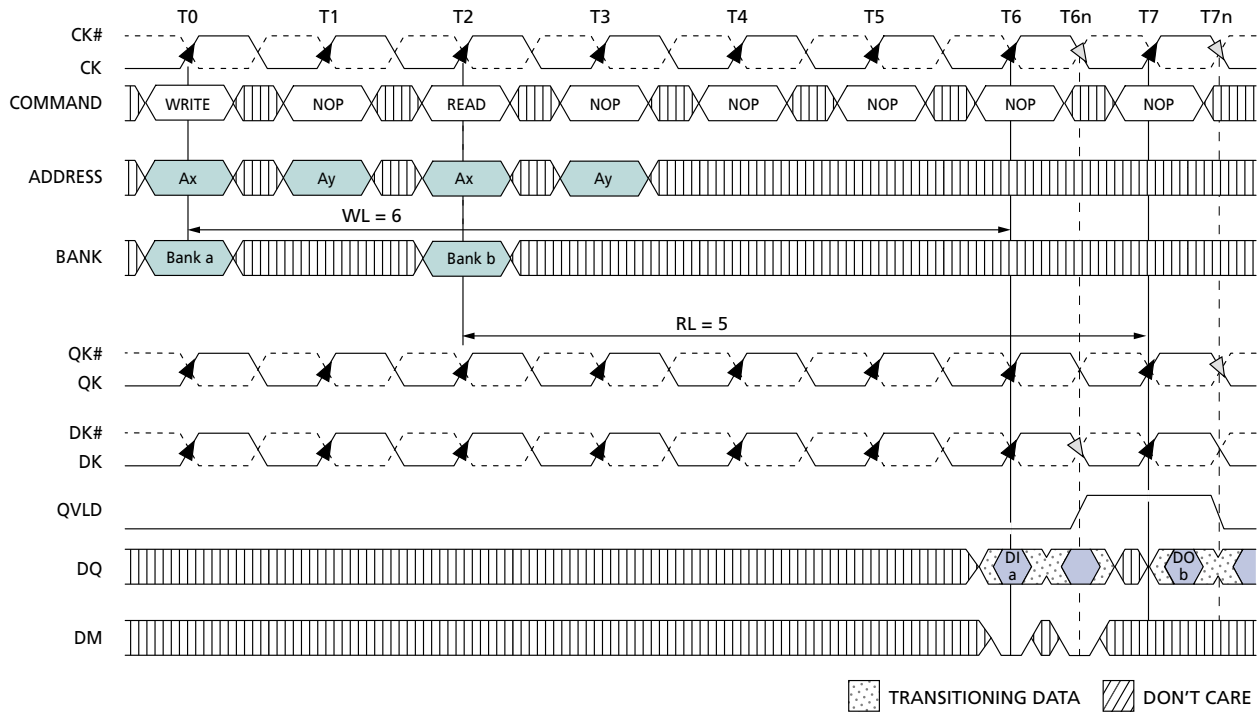 T0 T1 T2 T3 T4 T5 T6 T6n T7 T7n
CK#
CK
COMMAND WRITE NOP READ NOP NOP NOP NOP NOP
ADDRESS Ax Ay Ax Ay
WL = 6
BANK Bank a Bank b
RL = 5
QK#
QK
DK#
DK
QVLD
DQ DI a DO b
DM
TRANSITIONING DATA DON'T CARE